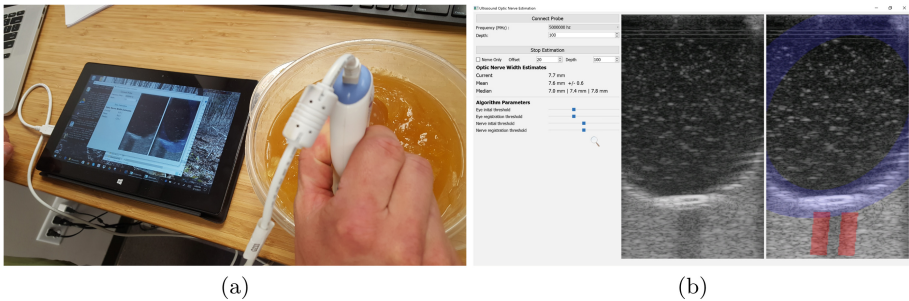 Ultrasound Optic Nerve Estimation
Connect Probe
Frequency (MHz) : 5000000 hz
Depth: 100
Stop Estimation
Nerve Only Offset 20 Depth: 100
Optic Nerve Width Estimates
Current 7.7 mm
Mean 7.6 mm +/- 0.6
Median 7.0 mm | 7.4 mm | 7.8 mm
Algorithm Parameters
Eye initial threshold
Eye registration threshold
Nerve initial threshold
Nerve registration threshold
(a)
(b)